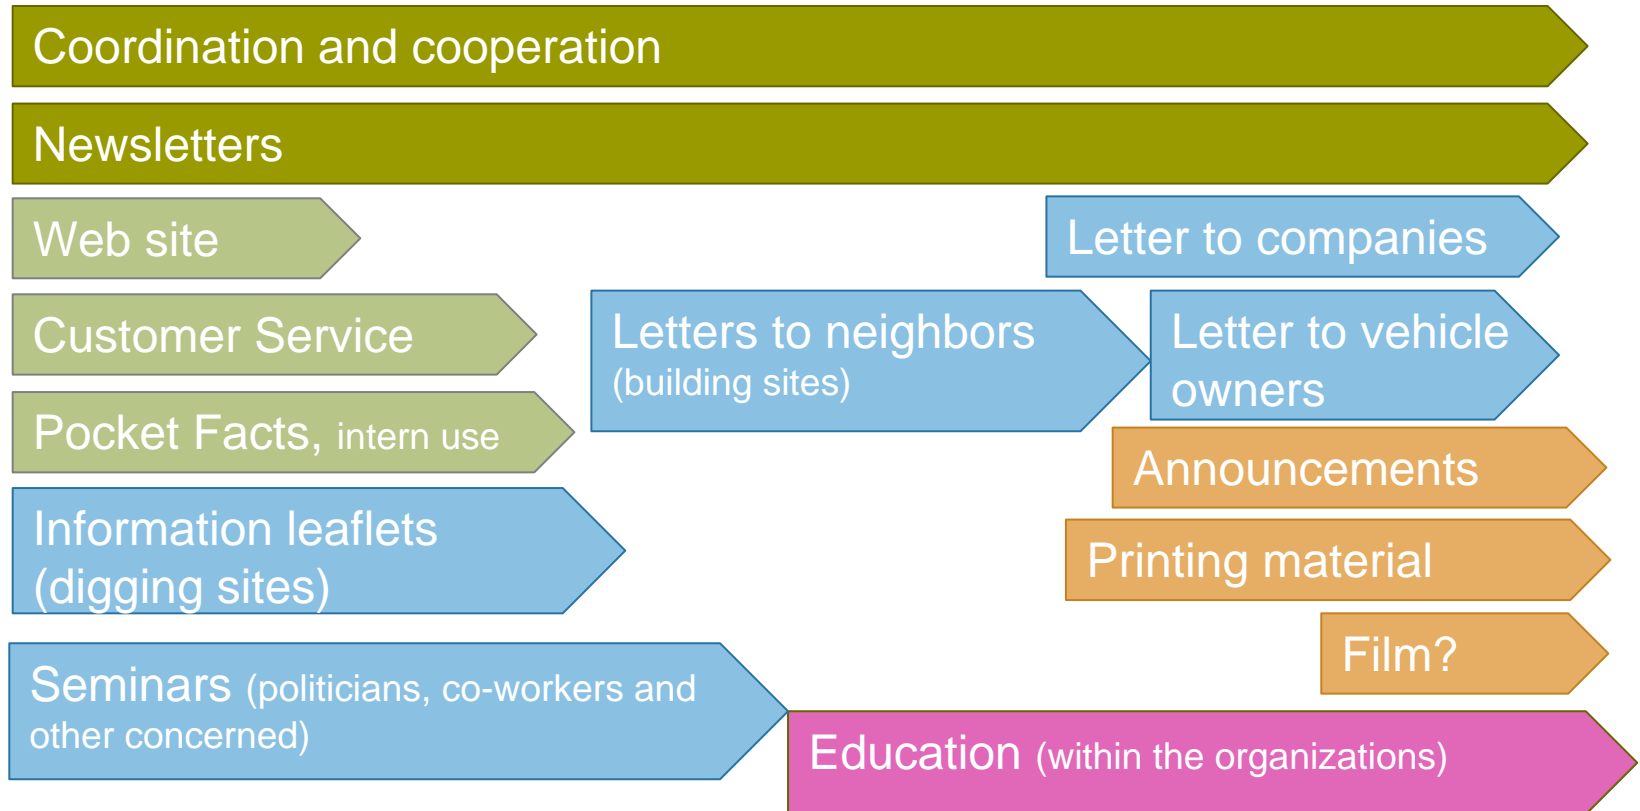 Coordination and cooperation
Newsletters
Web site
Letter to companies
Customer Service
Letters to neighbors
(building sites)
Letter to vehicle
owners
Pocket Facts, intern use
Announcements
Information leaflets
(digging sites)
Printing material
Film?
Seminars (politicians, co-workers and
other concerned)
Education (within the organizations)